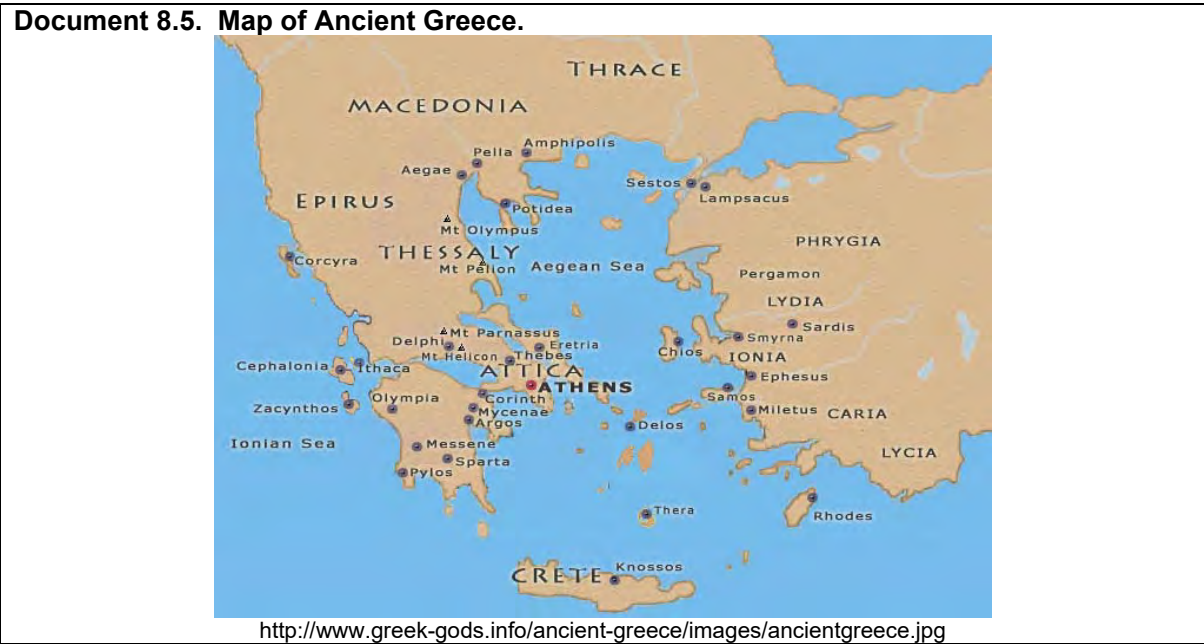 Document 8.5. Map of Ancient Greece.
THRACE
MACEDONIA
Amphipolis
Pella
Aegae
Sestos
Lampsacus
EPIRUS
Potidea
Mt Olympus
PHRYGIA
THESSALY
Corcyra
Mt Pelion
Aegean Sea
Pergamon
LYDIA
Sardis
Mt Parnassus
Smyrna
Delphi
Eretria
Chios
Mt Helicon
Thebes
IONIA
Cephalonia
Ithaca
ATTICA
Ephesus
ATHENS
Samos
Olympia
Corinth
Zacynthos
Mycenae
Miletus
CARIA
Argos
Delos
Ionian Sea
Messene
LYCIA
Sparta
Pylos
Thera
Rhodes
CRETE
Knossos
http://www.greek-gods.info/ancient-greece/images/ancientgreece.jpg